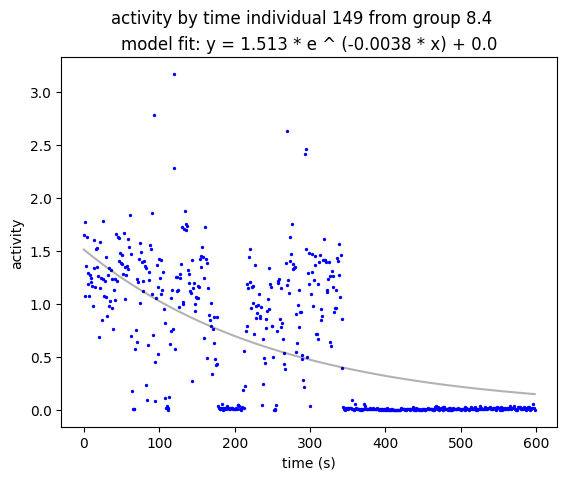 activity by time individual 149 from group 8.4
model fit: y = 1.513 * e ^ (-0.0038 * x) + 0.0
3.0
2.5
2.0
1.5
1.0
0.5
0.0
activity
0 100 200 300 400 500 600
time (s)